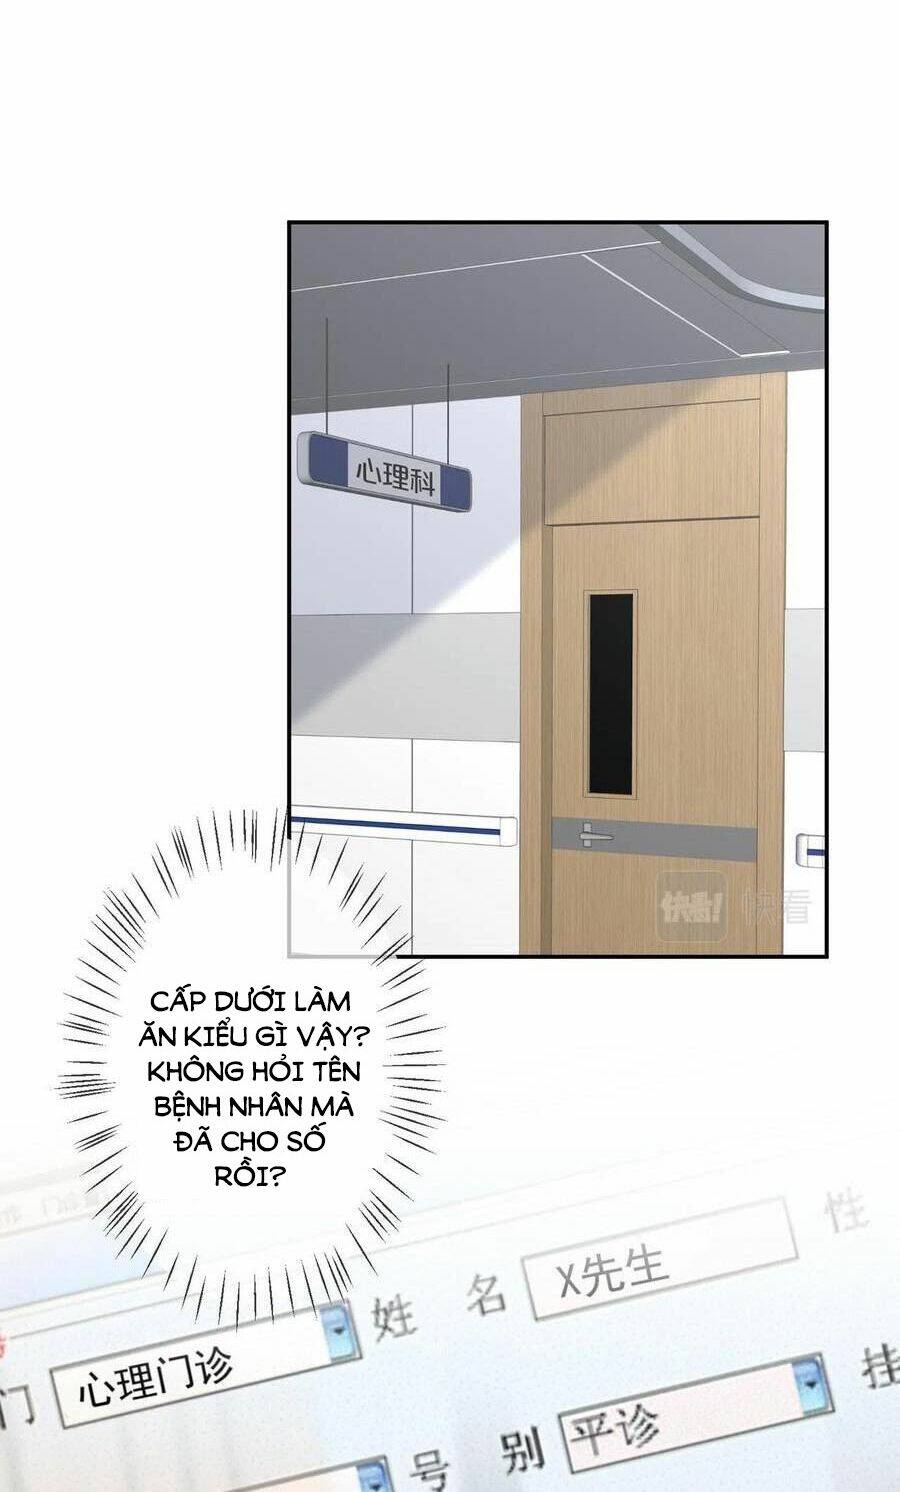 心理科
快看! 快看
CẤP DƯỚI LÀM
ĂN KIỂU GÌ VẬY?
KHÔNG HỎI TÊN
BỆNH NHÂN MÀ
ĐÃ CHO SỐ
RỒI?
性
姓 名 X先生
门 心理门诊
挂
号 别 平诊